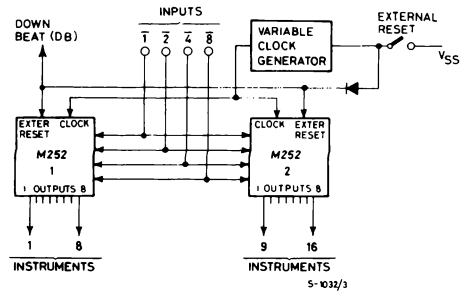 DOWN
BEAT (DB)
INPUTS
1 2 4 8
VARIABLE
CLOCK
GENERATOR
EXTERNAL
RESET
VSS
EXTER CLOCK
RESET
M252
1
1 OUTPUTS 8
CLOCK EXTER
RESET
M252
2
1 OUTPUTS 8
1 8
INSTRUMENTS
9 16
INSTRUMENTS
S-1032/3